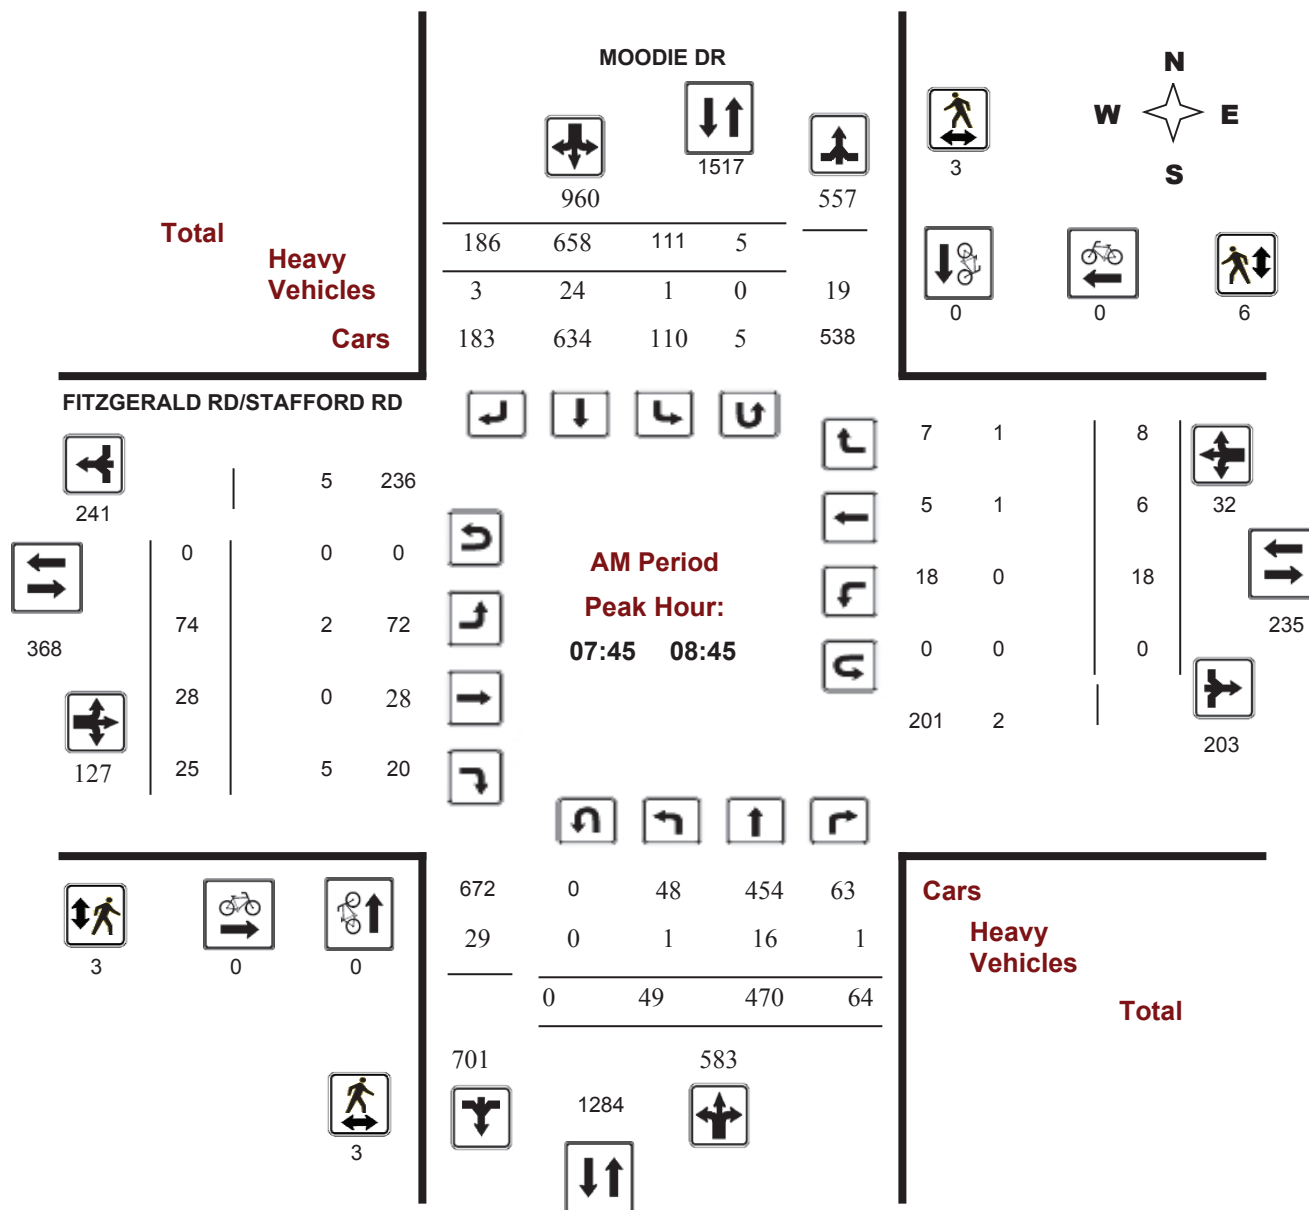 MOODIE DR
N
W E
S
1517
3
960
557
Total
186 658 111 5
Heavy
Vehicles
3 24 1 0 19
0 0 6
Cars
183 634 110 5 538
FITZGERALD RD/STAFFORD RD
7 1 8
5 236
241
32
5 1 6
0 0 0
AM Period
18 0 18
Peak Hour:
74 2 72
368
235
07:45 08:45
0 0 0
28 0 28
201 2
203
127
25 5 20
672 0 48 454 63
Cars
29 0 1 16 1
Heavy
Vehicles
3 0 0
0 49 470 64
Total
701 583
1284
3